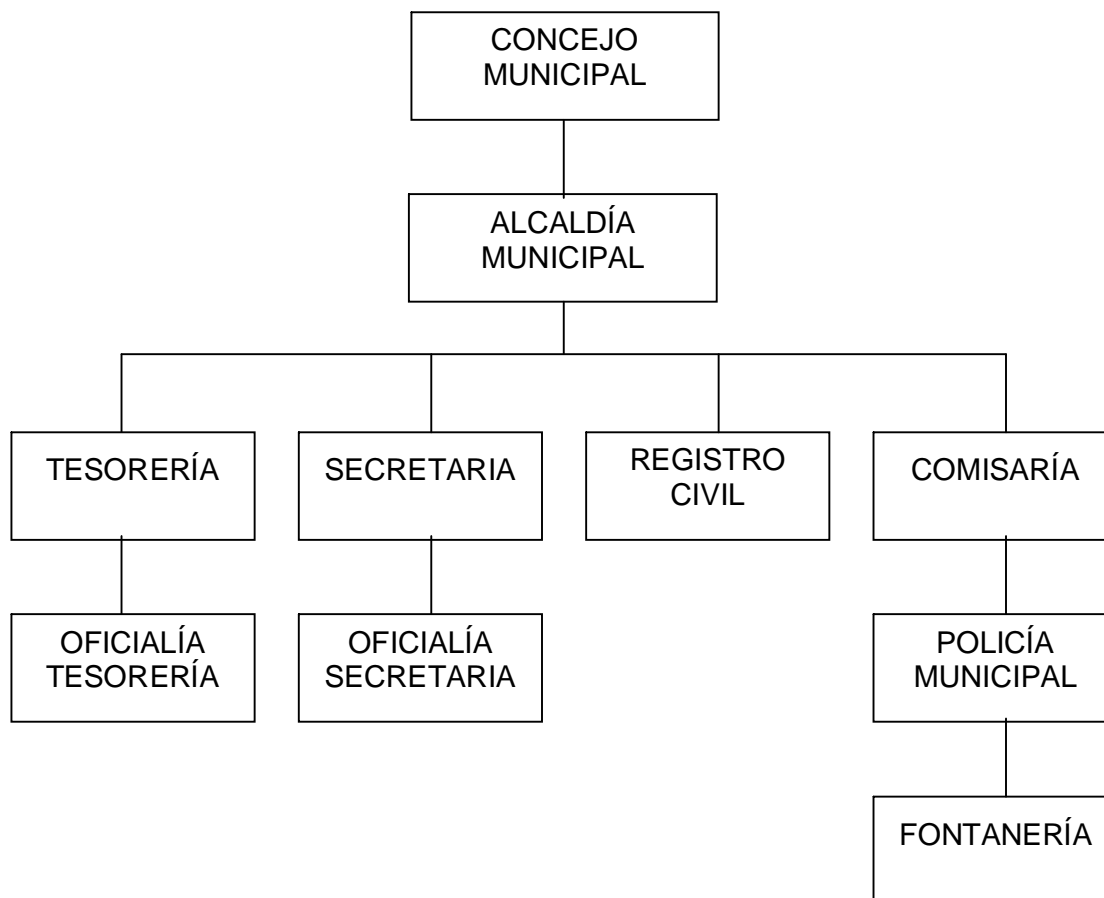 CONCEJO
MUNICIPAL
ALCALDÍA
MUNICIPAL
TESORERÍA
SECRETARIA
REGISTRO
CIVIL
COMISARÍA
OFICIALÍA
TESORERÍA
OFICIALÍA
SECRETARIA
POLICÍA
MUNICIPAL
FONTANERÍA